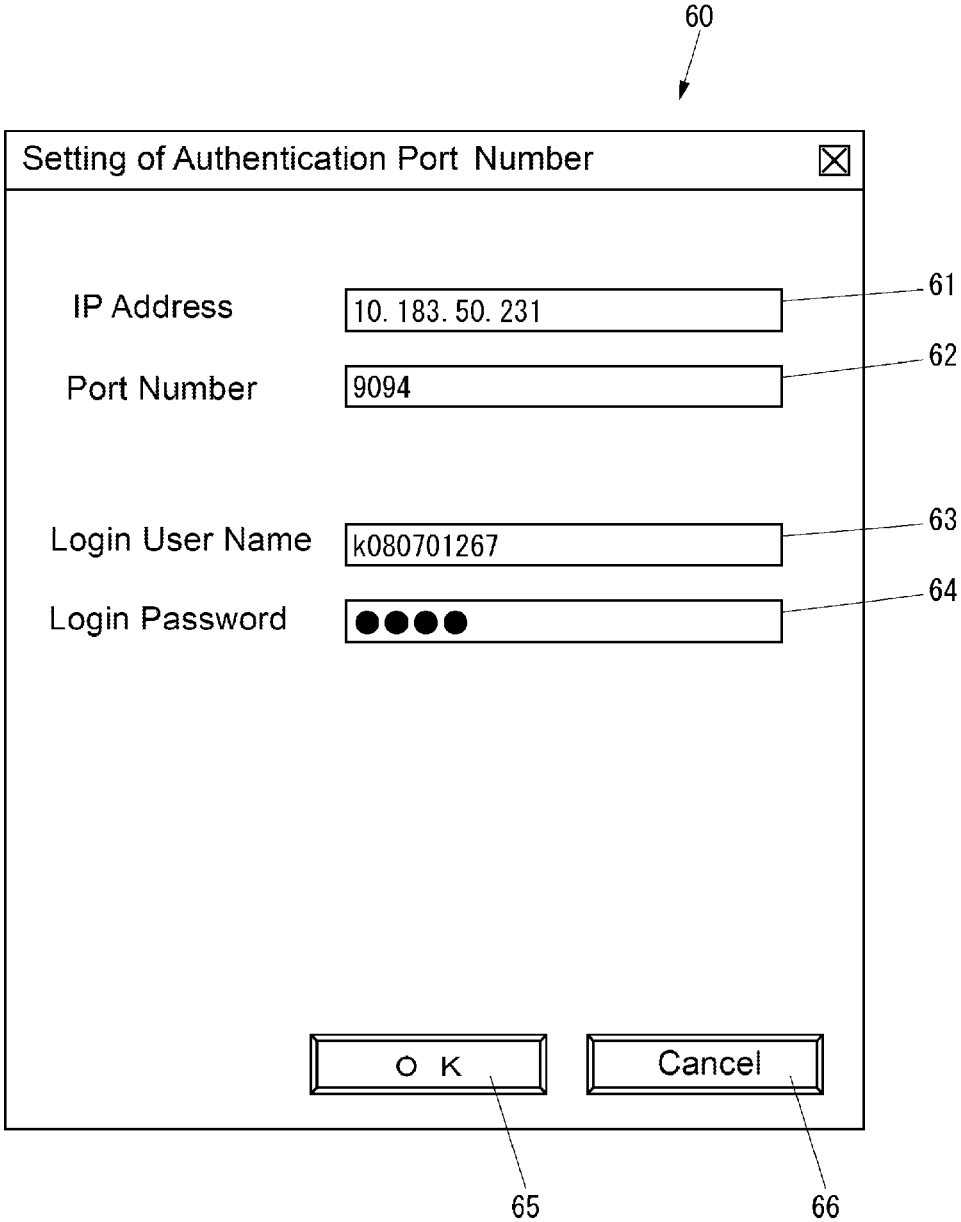 60
Setting of Authentication Port Number
IP Address 10. 183. 50. 231 61
Port Number 9094 62
Login User Name k080701267 63
Login Password ●●●● 64
O K Cancel
65 66